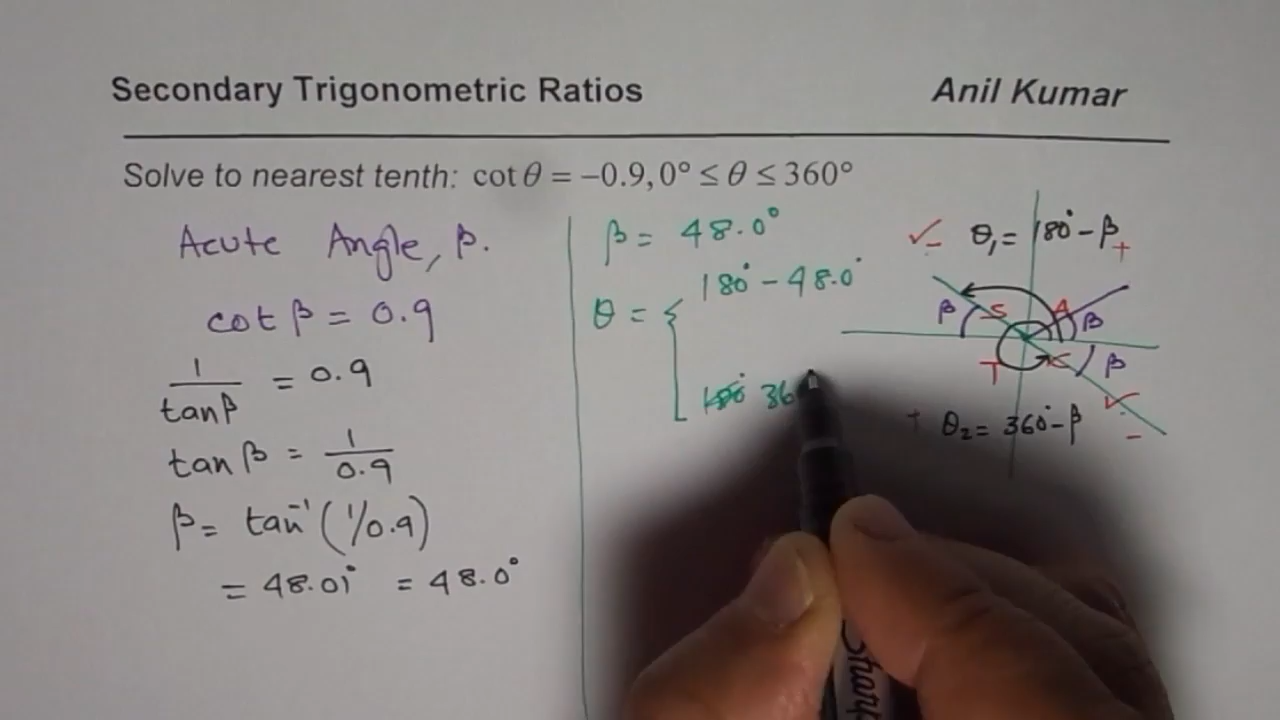 Secondary Trigonometric Ratios Anil Kumar
Solve to nearest tenth: cot θ = −0.9, 0° ≤ θ ≤ 360°
Acute Angle, β.
cot β = 0.9
1/tanβ = 0.9
tan β = 1/0.9
β = tan⁻¹(1/0.9)
= 48.01° = 48.0°
β = 48.0°
θ = { 180° − 48.0°
36
✓ − θ₁ = 180° − β
+
β S A β
T C β
✓
+ θ₂ = 360° − β
−
Sharp